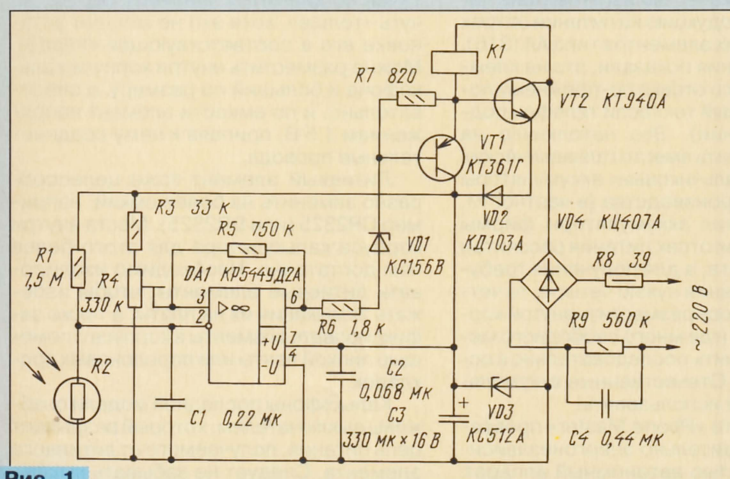 K1
R7 820
VT2 КТ940А
VT1
КТ361Г
R3 33 к
VD2
КД103А
VD4 КЦ407А
R5 750 к
VD1
КС156В
R8 39
R1
7,5 М
R4
330 к
DA1 КР544УД2А
3
6
2
R6 1,8 к
~ 220 В
R9 560 к
+U
7
-U
4
R2
C2
0,068 мк
C3
330 мк × 16 В
VD3
КС512А
C1 0,22 мк
C4 0,44 мк
Рис. 1